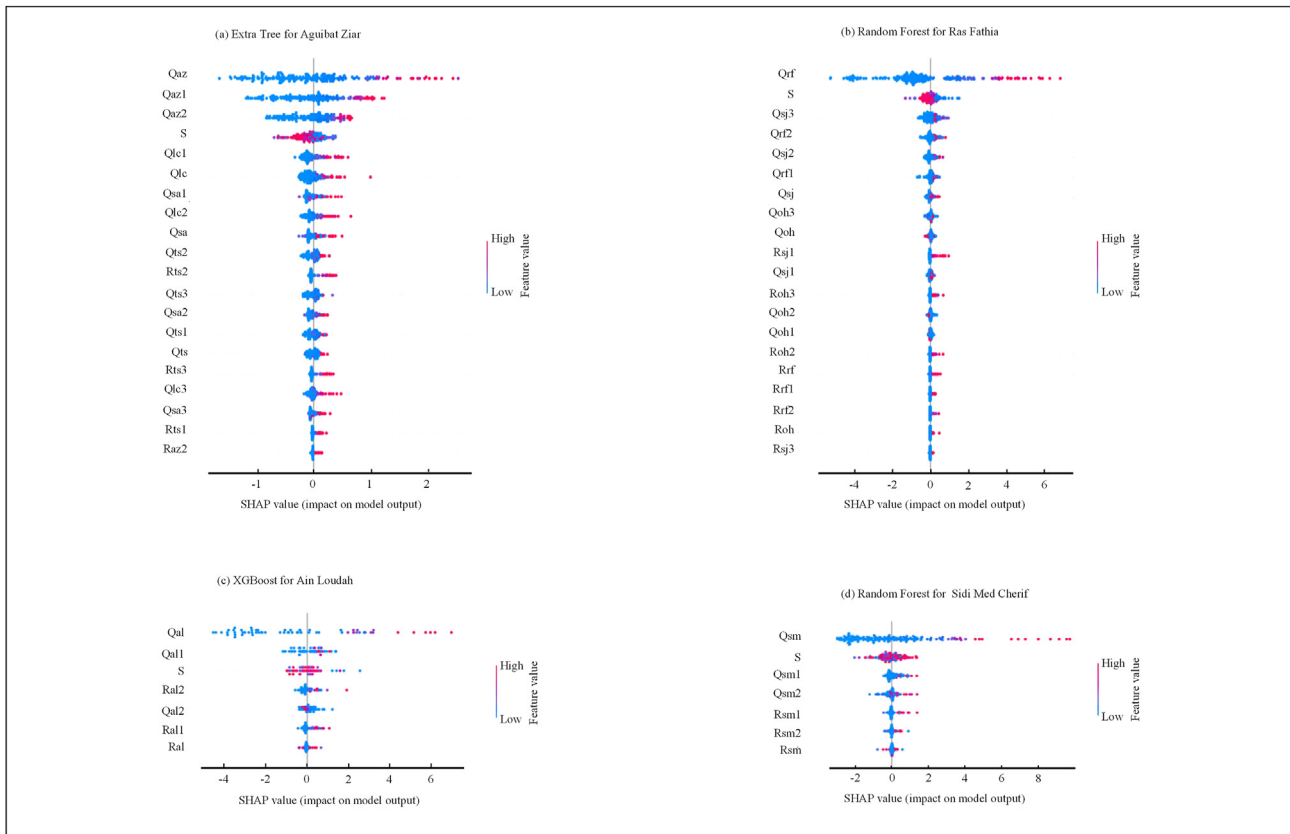 (a) Extra Tree for Aguibat Ziar
Qaz
Qaz1
Qaz2
S
Qlc1
Qlc
Qsa1
Qlc2
Qsa
Qts2
Rts2
Qts3
Qsa2
Qts1
Qts
Rts3
Qlc3
Qsa3
Rts1
Raz2
-1 0 1 2
SHAP value (impact on model output)
High
Low
Feature value
(b) Random Forest for Ras Fathia
Qrf
S
Qsj3
Qrf2
Qsj2
Qrf1
Qsj
Qoh3
Qoh
Rsj1
Qsj1
Roh3
Qoh2
Qoh1
Roh2
Rrf
Rrf1
Rrf2
Roh
Rsj3
-4 -2 0 2 4 6
SHAP value (impact on model output)
High
Low
Feature value
(c) XGBoost for Ain Loudah
Qal
Qal1
S
Ral2
Qal2
Ral1
Ral
-4 -2 0 2 4 6
SHAP value (impact on model output)
High
Low
Feature value
(d) Random Forest for Sidi Med Cherif
Qsm
S
Qsm1
Qsm2
Rsm1
Rsm2
Rsm
-2 0 2 4 6 8
SHAP value (impact on model output)
High
Low
Feature value